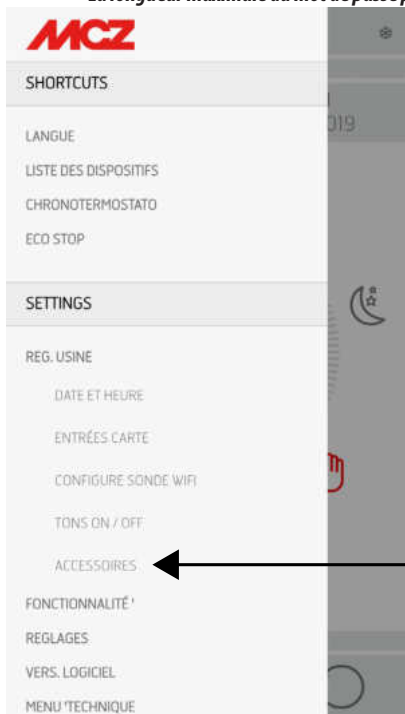 MCZ
SHORTCUTS
LANGUE
LISTE DES DISPOSITIFS
CHRONOTERMOSTATO
ECO STOP
019
SETTINGS
REG. USINE
DATE ET HEURE
ENTRÉES CARTE
CONFIGURE SONDE WIFI
TONS ON / OFF
ACCESSOIRES
FONCTIONNALITÉ '
REGLAGES
VERS. LOGICIEL
MENU 'TECHNIQUE